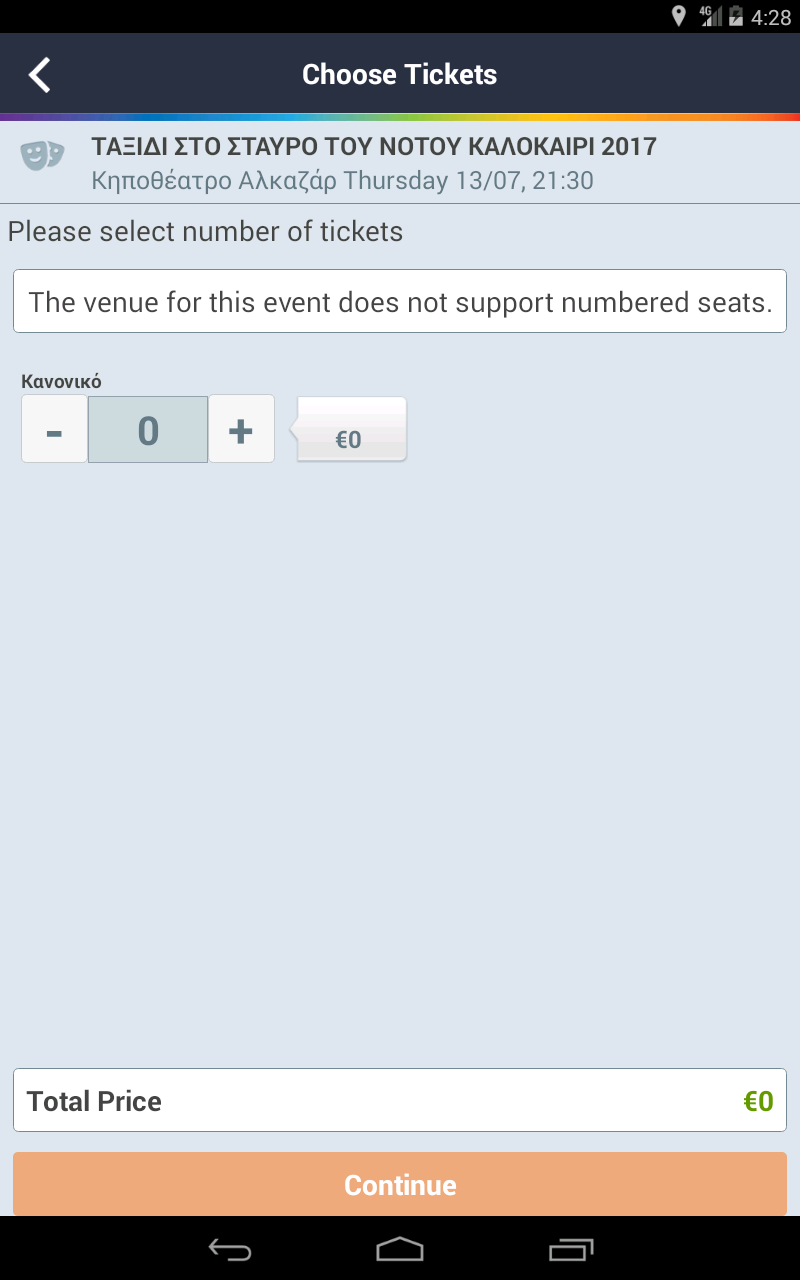 4G 4:28
Choose Tickets
ΤΑΞΙΔΙ ΣΤΟ ΣΤΑΥΡΟ ΤΟΥ ΝΟΤΟΥ ΚΑΛΟΚΑΙΡΙ 2017
Κηποθέατρο Αλκαζάρ Thursday 13/07, 21:30
Please select number of tickets
The venue for this event does not support numbered seats.
Κανονικό
- 0 + €0
Total Price €0
Continue